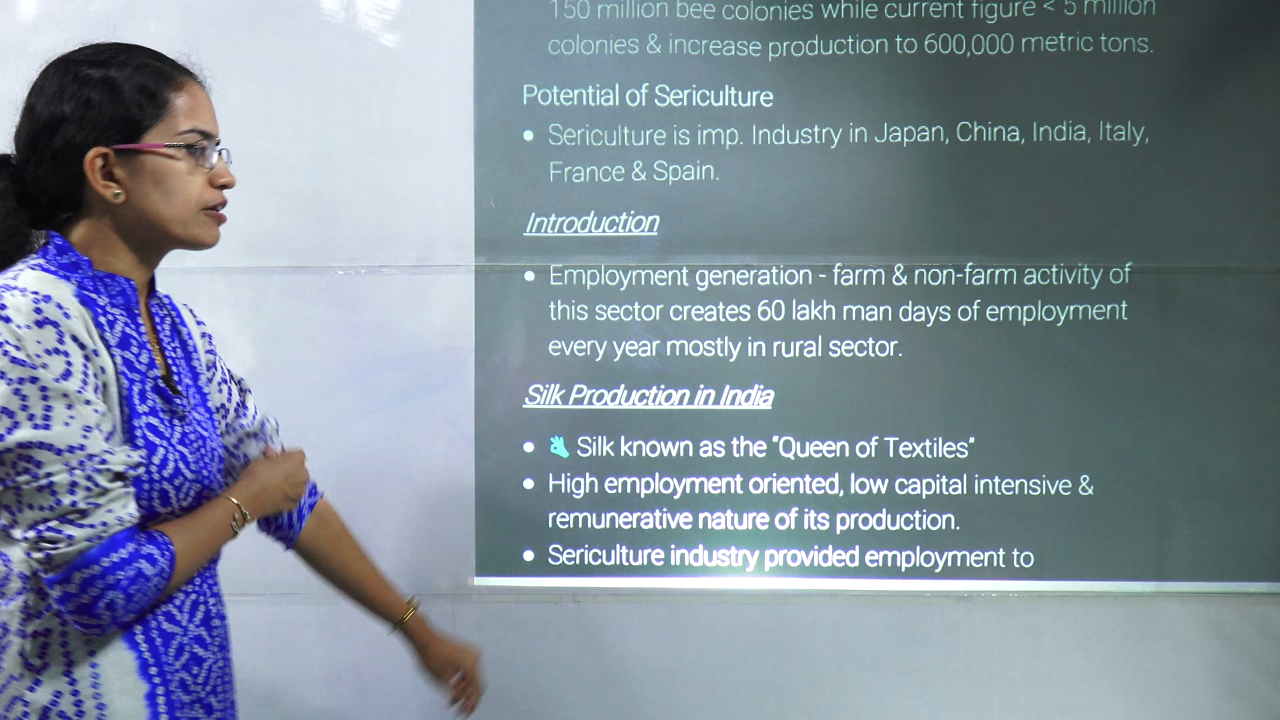 150 million bee colonies while current figure < 5 million
colonies & increase production to 600,000 metric tons.
Potential of Sericulture
• Sericulture is imp. Industry in Japan, China, India, Italy,
France & Spain.
Introduction
• Employment generation - farm & non-farm activity of
this sector creates 60 lakh man days of employment
every year mostly in rural sector.
Silk Production in India
• 👌 Silk known as the "Queen of Textiles"
• High employment oriented, low capital intensive &
remunerative nature of its production.
• Sericulture industry provided employment to